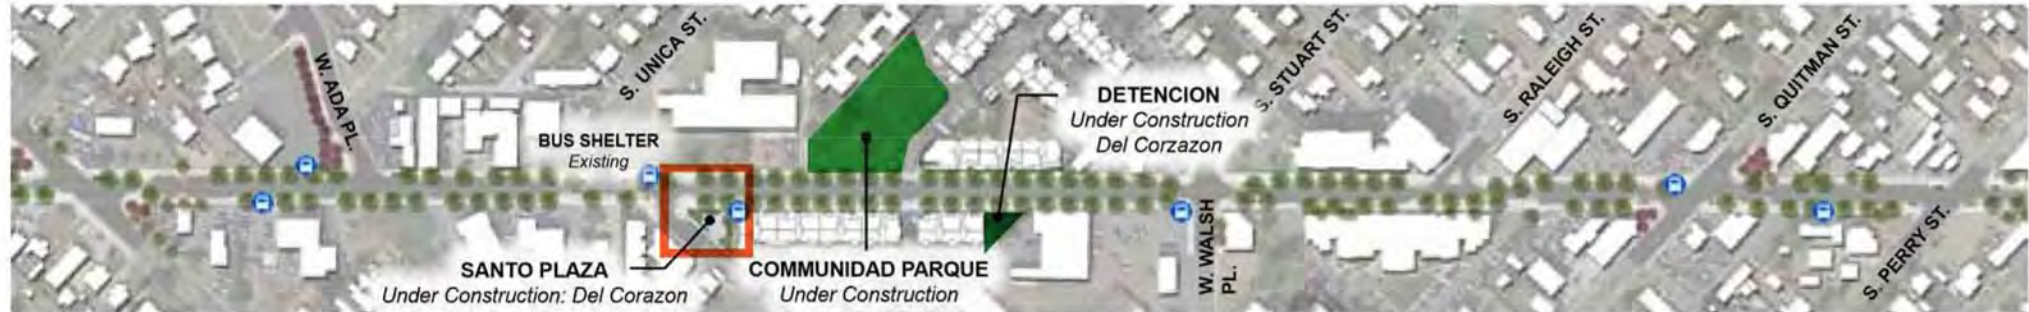 W. ADA PL.
S. UNICA ST.
BUS SHELTER
Existing
SANTO PLAZA
Under Construction: Del Corazon
COMMUNIDAD PARQUE
Under Construction
DETENCION
Under Construction
Del Corzazon
S. STUART ST.
W. WALSH
PL.
S. RALEIGH ST.
S. QUITMAN ST.
S. PERRY ST.